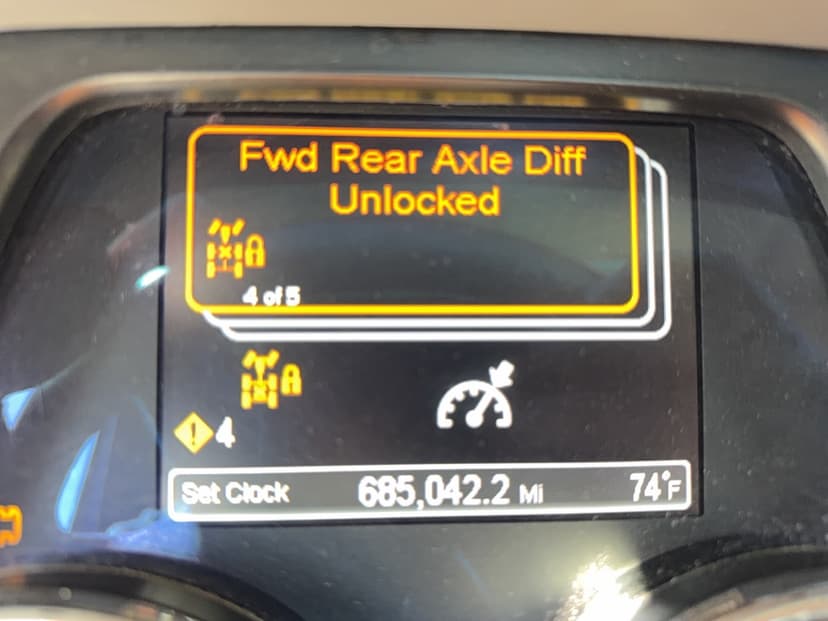 Fwd Rear Axle Diff
Unlocked
4 of 5
4
Set Clock 685,042.2 Mi 74°F